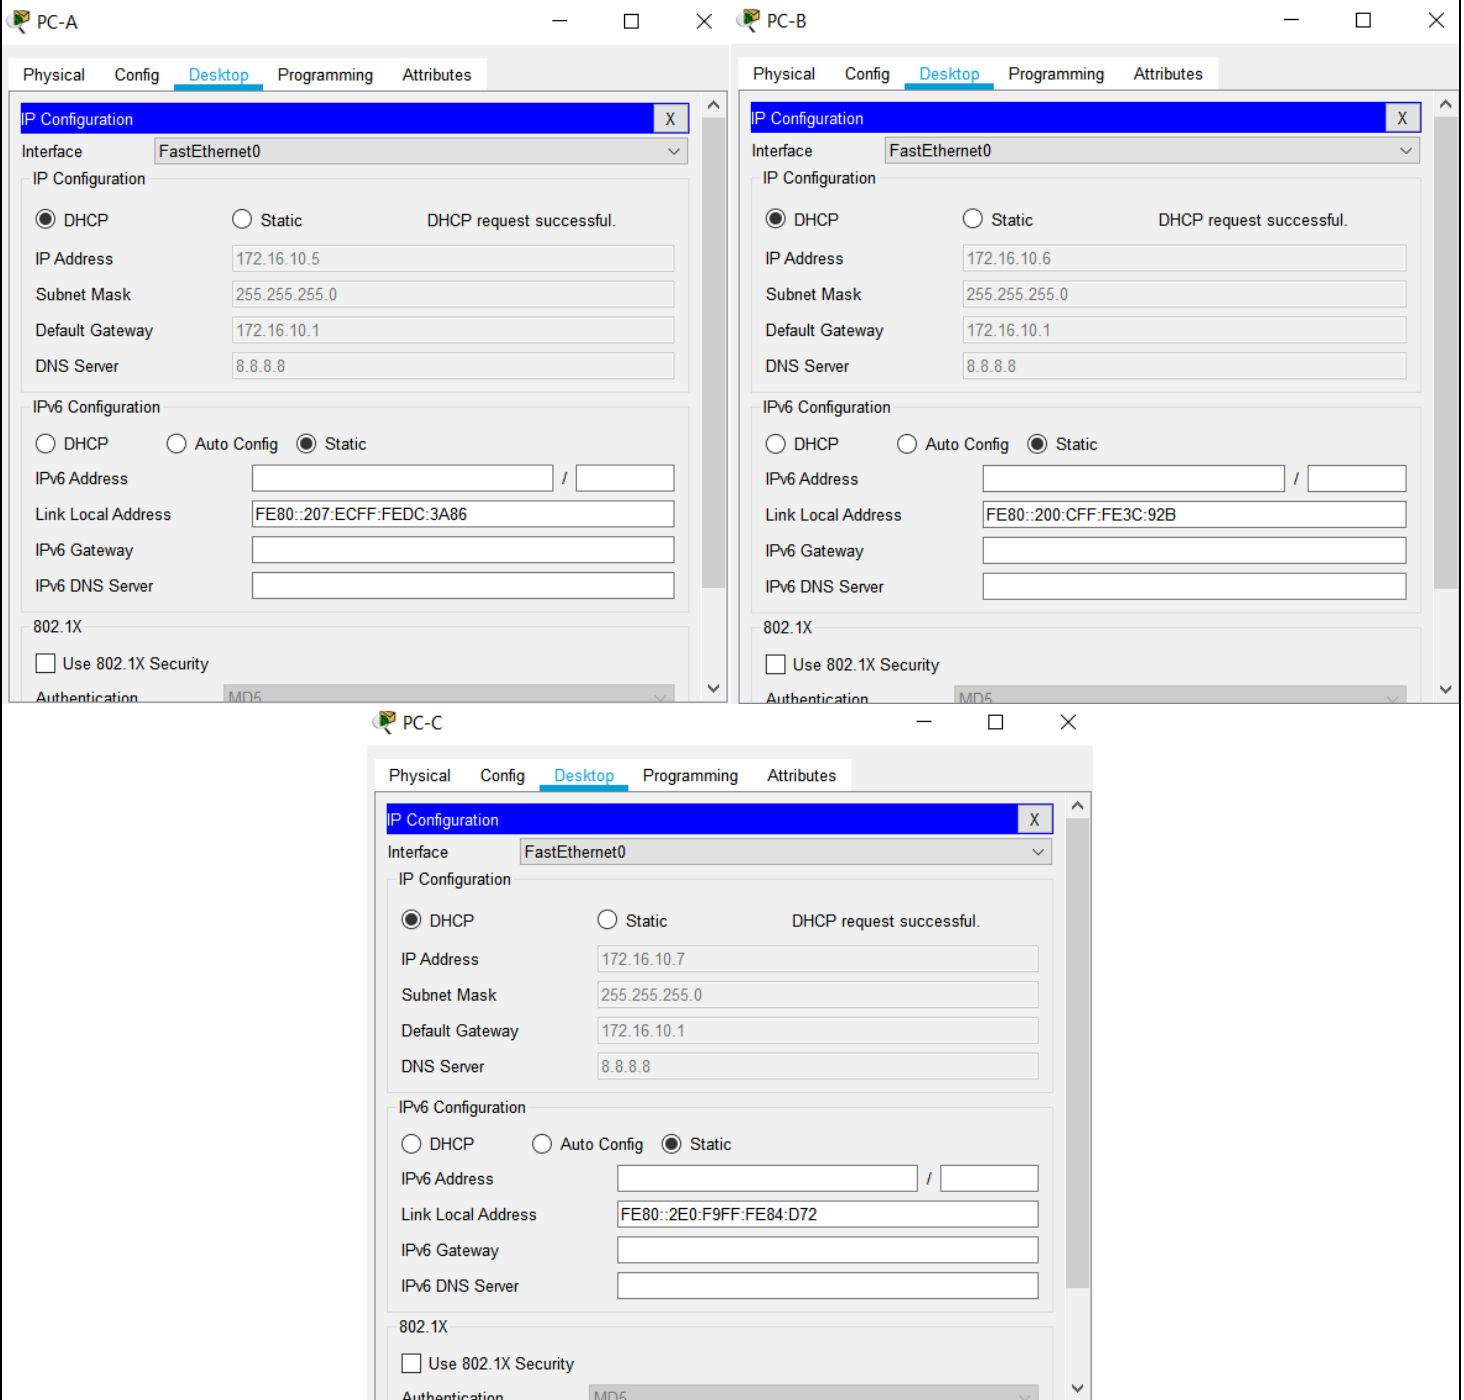 PC-A
Physical Config Desktop Programming Attributes
IP Configuration X
Interface FastEthernet0
IP Configuration
DHCP Static DHCP request successful.
IP Address 172.16.10.5
Subnet Mask 255.255.255.0
Default Gateway 172.16.10.1
DNS Server 8.8.8.8
IPv6 Configuration
DHCP Auto Config Static
IPv6 Address /
Link Local Address FE80::207:ECFF:FEDC:3A86
IPv6 Gateway
IPv6 DNS Server
802.1X
Use 802.1X Security
Authentication MD5
PC-B
Physical Config Desktop Programming Attributes
IP Configuration X
Interface FastEthernet0
IP Configuration
DHCP Static DHCP request successful.
IP Address 172.16.10.6
Subnet Mask 255.255.255.0
Default Gateway 172.16.10.1
DNS Server 8.8.8.8
IPv6 Configuration
DHCP Auto Config Static
IPv6 Address /
Link Local Address FE80::200:CFF:FE3C:92B
IPv6 Gateway
IPv6 DNS Server
802.1X
Use 802.1X Security
Authentication MD5
PC-C
Physical Config Desktop Programming Attributes
IP Configuration X
Interface FastEthernet0
IP Configuration
DHCP Static DHCP request successful.
IP Address 172.16.10.7
Subnet Mask 255.255.255.0
Default Gateway 172.16.10.1
DNS Server 8.8.8.8
IPv6 Configuration
DHCP Auto Config Static
IPv6 Address /
Link Local Address FE80::2E0:F9FF:FE84:D72
IPv6 Gateway
IPv6 DNS Server
802.1X
Use 802.1X Security
Authentication MD5